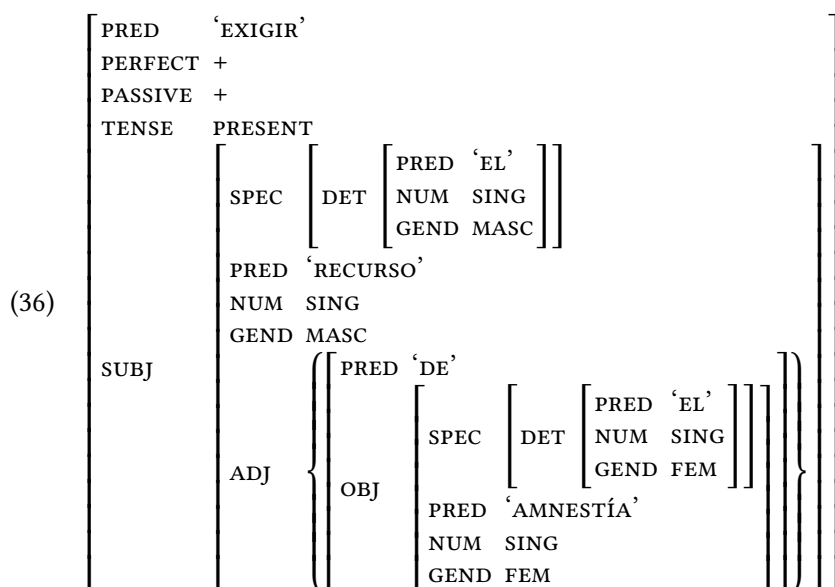 PRED ‘EXIGIR’
PERFECT +
PASSIVE +
TENSE PRESENT
PRED ‘EL’
SPEC DET NUM SING
GEND MASC
PRED ‘RECURSO’
NUM SING
(36)
GEND MASC
SUBJ PRED ‘DE’
PRED ‘EL’
SPEC DET NUM SING
GEND FEM
ADJ OBJ
PRED ‘AMNESTÍA’
NUM SING
GEND FEM